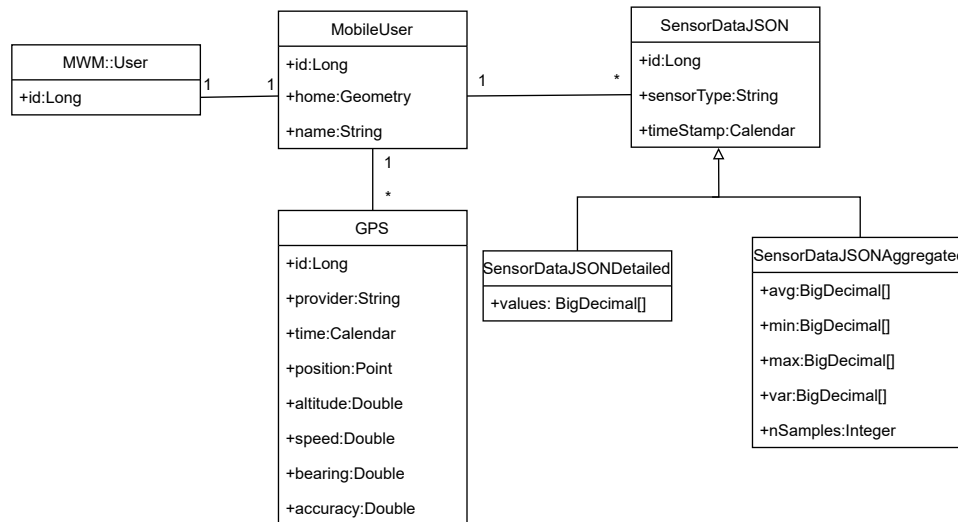 MWM::User
+id:Long
1
1
MobileUser
+id:Long
+home:Geometry
+name:String
1
*
SensorDataJSON
+id:Long
+sensorType:String
+timeStamp:Calendar
1
*
GPS
+id:Long
+provider:String
+time:Calendar
+position:Point
+altitude:Double
+speed:Double
+bearing:Double
+accuracy:Double
SensorDataJSONDetailed
+values: BigDecimal[]
SensorDataJSONAggregated
+avg:BigDecimal[]
+min:BigDecimal[]
+max:BigDecimal[]
+var:BigDecimal[]
+nSamples:Integer